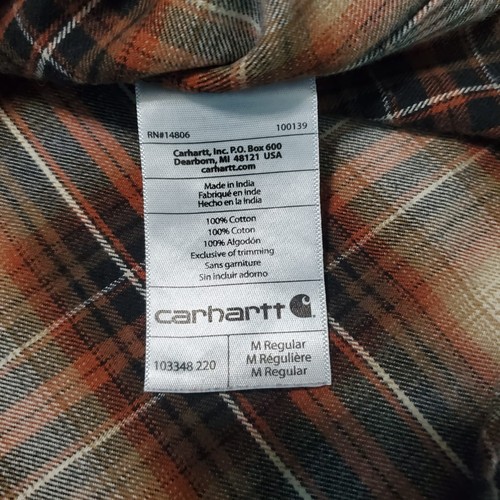 RN#14806 100139
Carhartt, Inc. P.O. Box 600
Dearborn, MI 48121 USA
carhartt.com
Made in India
Fabriqué en Inde
Hecho en la India
100% Cotton
100% Coton
100% Algodón
Exclusive of trimming
Sans garniture
Sin incluir adorno
carhartt
103348 220
M Regular
M Régulière
M Regular